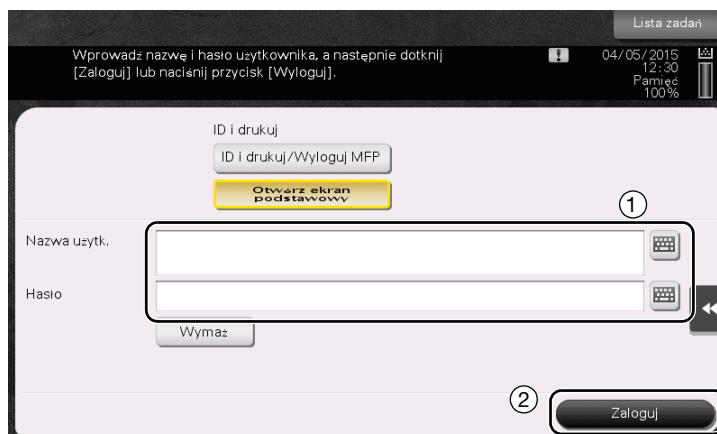 Lista zadań
Wprowadź nazwę i hasło użytkownika, a następnie dotknij
[Zaloguj] lub naciśnij przycisk [Wyloguj].
04/05/2015
12:30
Pamięć
100%
ID i drukuj
ID i drukuj/Wyloguj MFP
Otwórz ekran
podstawowy
1
Nazwa użytk.
Hasło
Wymaż
2
Zaloguj